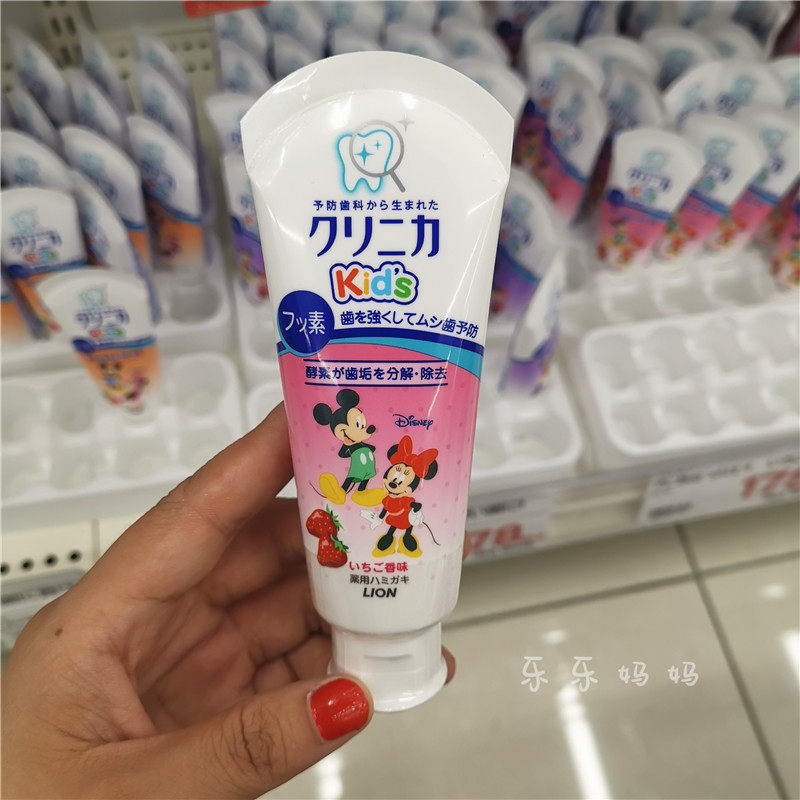 予防歯科から生まれた
クリニカ
Kid's
フッ素
歯を強くしてムシ歯予防
酵素が歯垢を分解・除去
Disney
いちご香味
薬用ハミガキ
LION
178
乐乐妈妈